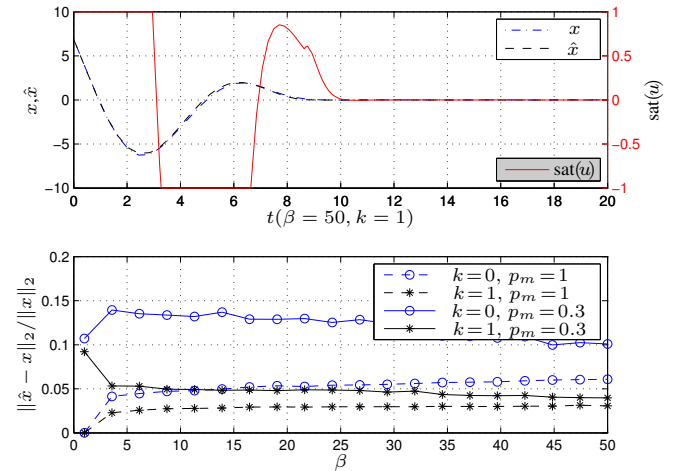 10
5
0
−5
−10
x,x̂
1
0.5
0
−0.5
−1
sat(u)
x
x̂
sat(u)
0 2 4 6 8 10 12 14 16 18 20
t(β = 50, k = 1)
0.2
0.15
0.1
0.05
0
‖x̂ − x‖₂/‖x‖₂
k=0, pₘ=1
k=1, pₘ=1
k=0, pₘ=0.3
k=1, pₘ=0.3
0 5 10 15 20 25 30 35 40 45 50
β